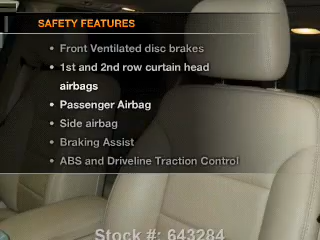 SAFETY FEATURES
• Front Ventilated disc brakes
• 1st and 2nd row curtain head
airbags
• Passenger Airbag
• Side airbag
• Braking Assist
• ABS and Driveline Traction Control
Stock #: 643284